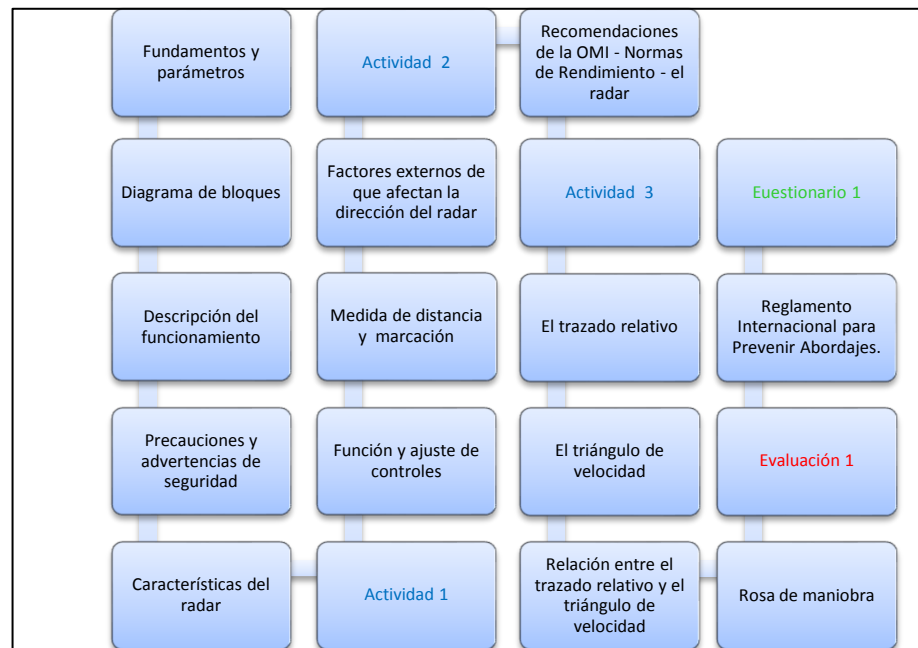 Fundamentos y
parámetros
Diagrama de bloques
Descripción del
funcionamiento
Precauciones y
advertencias de
seguridad
Características del
radar
Actividad 1
Función y ajuste de
controles
Medida de distancia
y marcación
Factores externos de
que afectan la
dirección del radar
Actividad 2
Recomendaciones
de la OMI - Normas
de Rendimiento - el
radar
Actividad 3
El trazado relativo
El triángulo de
velocidad
Relación entre el
trazado relativo y el
triángulo de
velocidad
Rosa de maniobra
Evaluación 1
Reglamento
Internacional para
Prevenir Abordajes.
Euestionario 1